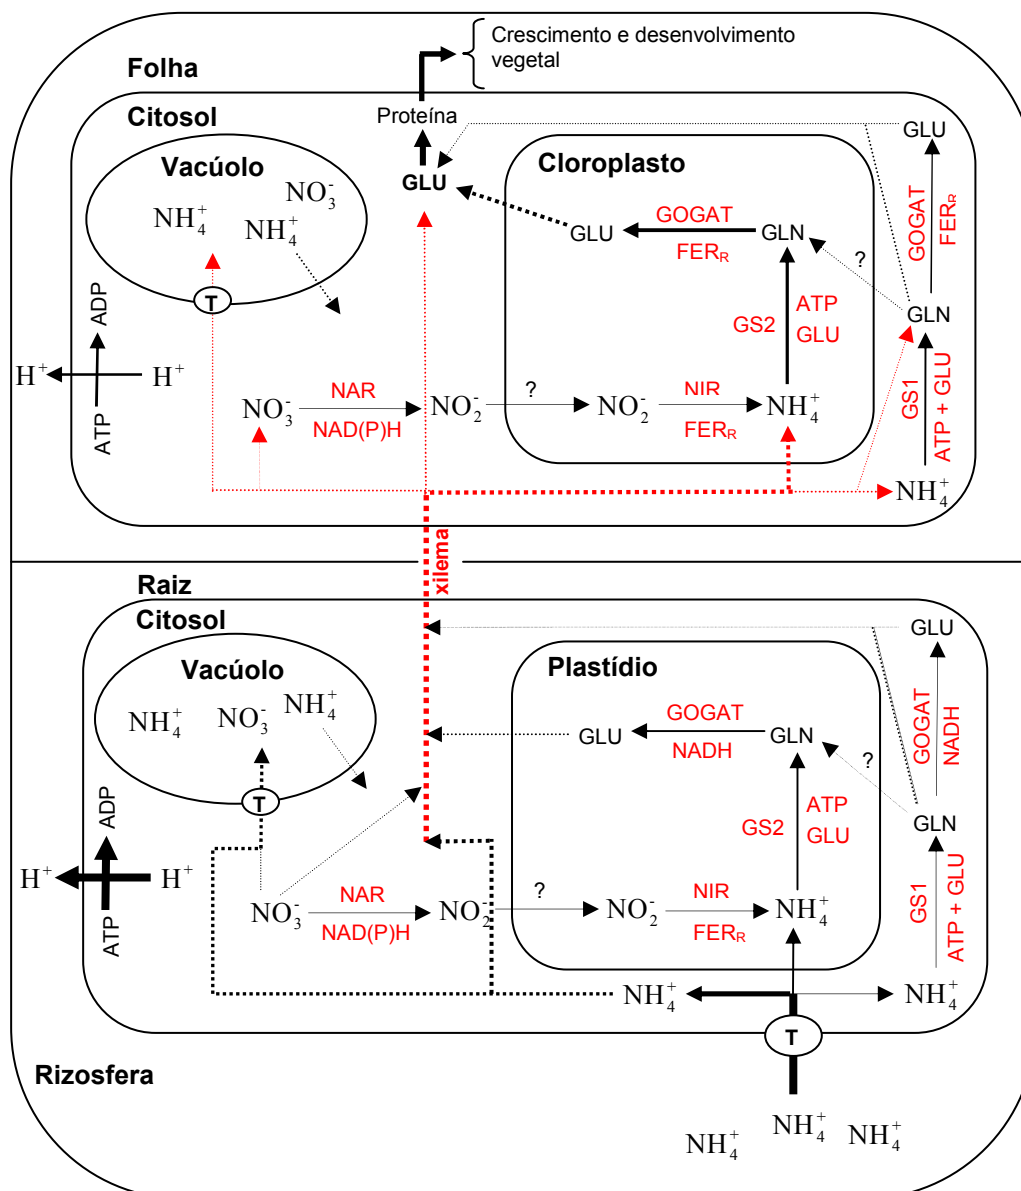 Crescimento e desenvolvimento
vegetal
Folha
Citosol
Proteína
GLU
Vacúolo
Cloroplasto
GLU
NO₃⁻
NH₄⁺
NH₄⁺
GOGAT
GLU
GLN
FERR
GOGAT
FERR
?
T
ADP
ATP
GS2
GLU
GLN
H⁺
H⁺
ATP
NAR
NIR
GS1
ATP + GLU
NO₃⁻
NO₂⁻
?
NO₂⁻
NH₄⁺
NAD(P)H
FERR
NH₄⁺
xilema
Raiz
Citosol
GLU
Vacúolo
Plastídio
NH₄⁺
NO₃⁻
NH₄⁺
GOGAT
GLU
GLN
NADH
GOGAT
NADH
?
T
ADP
ATP
GS2
GLU
GLN
H⁺
H⁺
ATP
NAR
NIR
GS1
ATP + GLU
NO₃⁻
NO₂⁻
?
NO₂⁻
NH₄⁺
NAD(P)H
FERR
NH₄⁺
NH₄⁺
T
Rizosfera
NH₄⁺
NH₄⁺
NH₄⁺